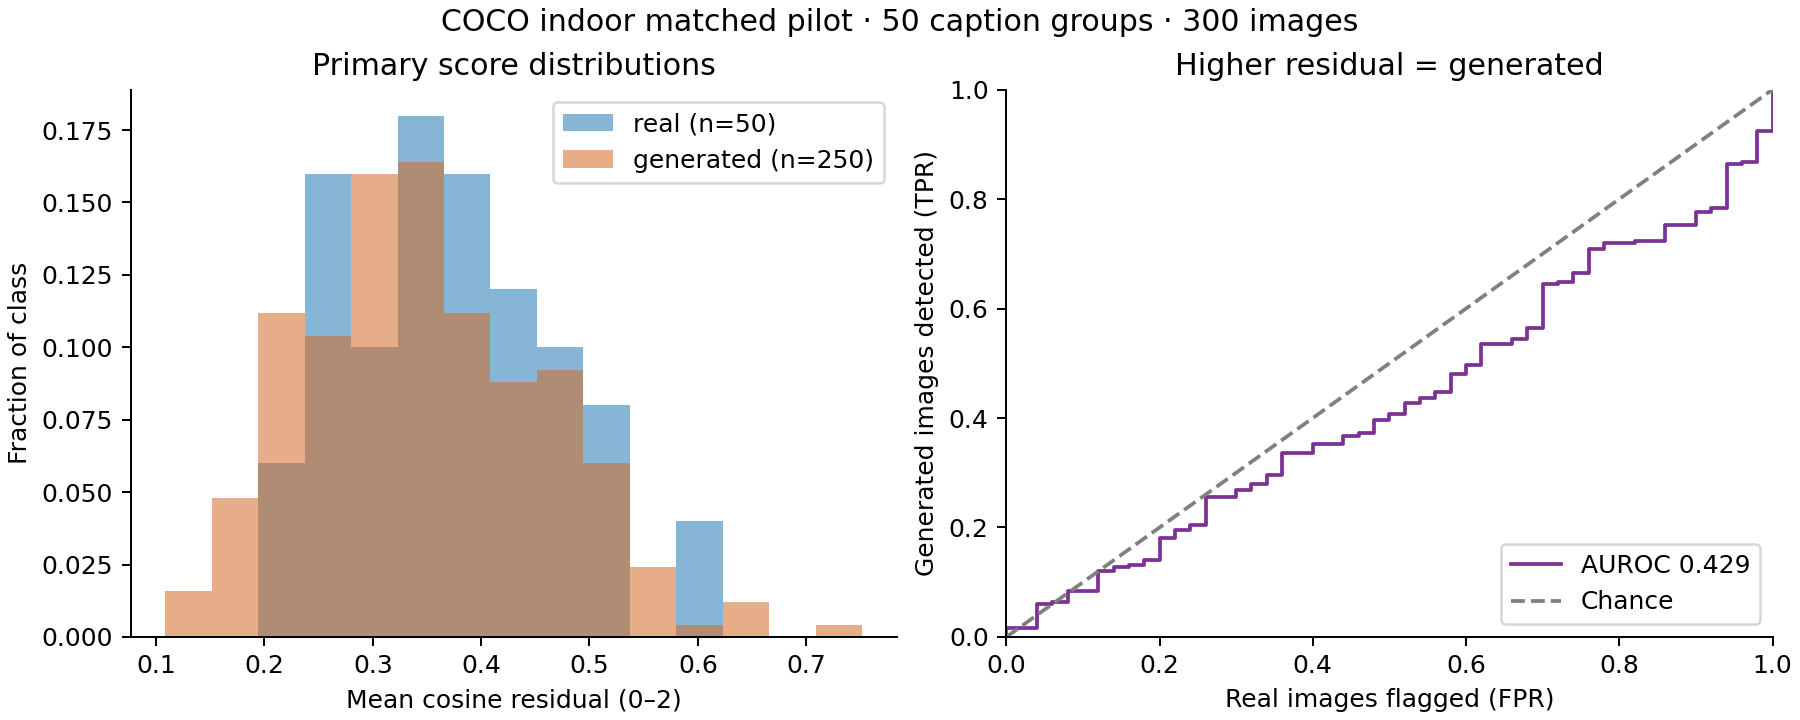 COCO indoor matched pilot · 50 caption groups · 300 images
Primary score distributions
Fraction of class
0.175
0.150
0.125
0.100
0.075
0.050
0.025
0.000
real (n=50)
generated (n=250)
0.1 0.2 0.3 0.4 0.5 0.6 0.7
Mean cosine residual (0–2)
Higher residual = generated
Generated images detected (TPR)
1.0
0.8
0.6
0.4
0.2
0.0
AUROC 0.429
Chance
0.0 0.2 0.4 0.6 0.8 1.0
Real images flagged (FPR)